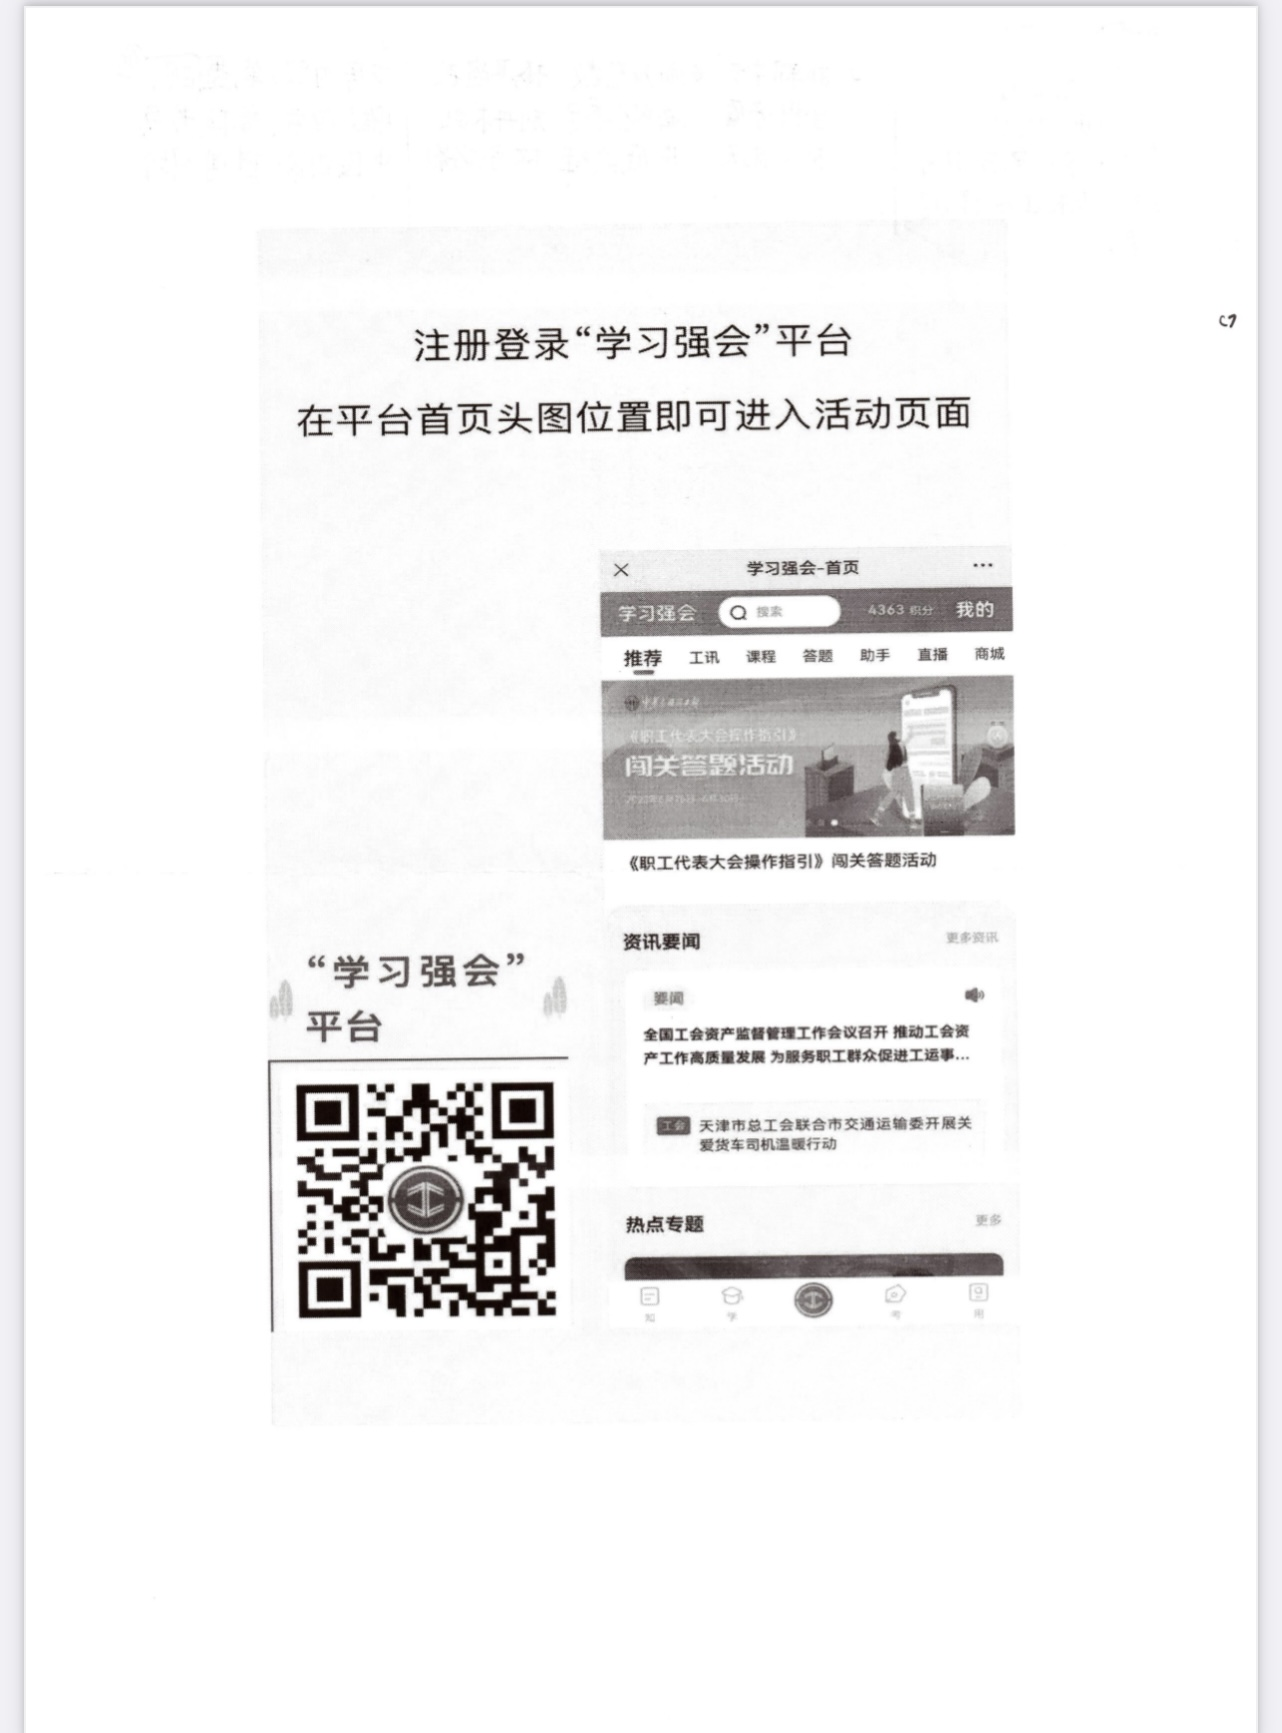 注册登录“学习强会”平台
在平台首页头图位置即可进入活动页面
学习强会-首页
学习强会
搜索
4363 积分
我的
推荐 工讯 课程 答题 助手 直播 商城
《职工代表大会操作指引》
闯关答题活动
《职工代表大会操作指引》闯关答题活动
资讯要闻
更多资讯
要闻
全国工会资产监督管理工作会议召开 推动工会资
产工作高质量发展 为服务职工群众促进工运事...
工会
天津市总工会联合市交通运输委开展关
爱货车司机温暖行动
热点专题
更多
知 学 考 用
“学习强会”
平台